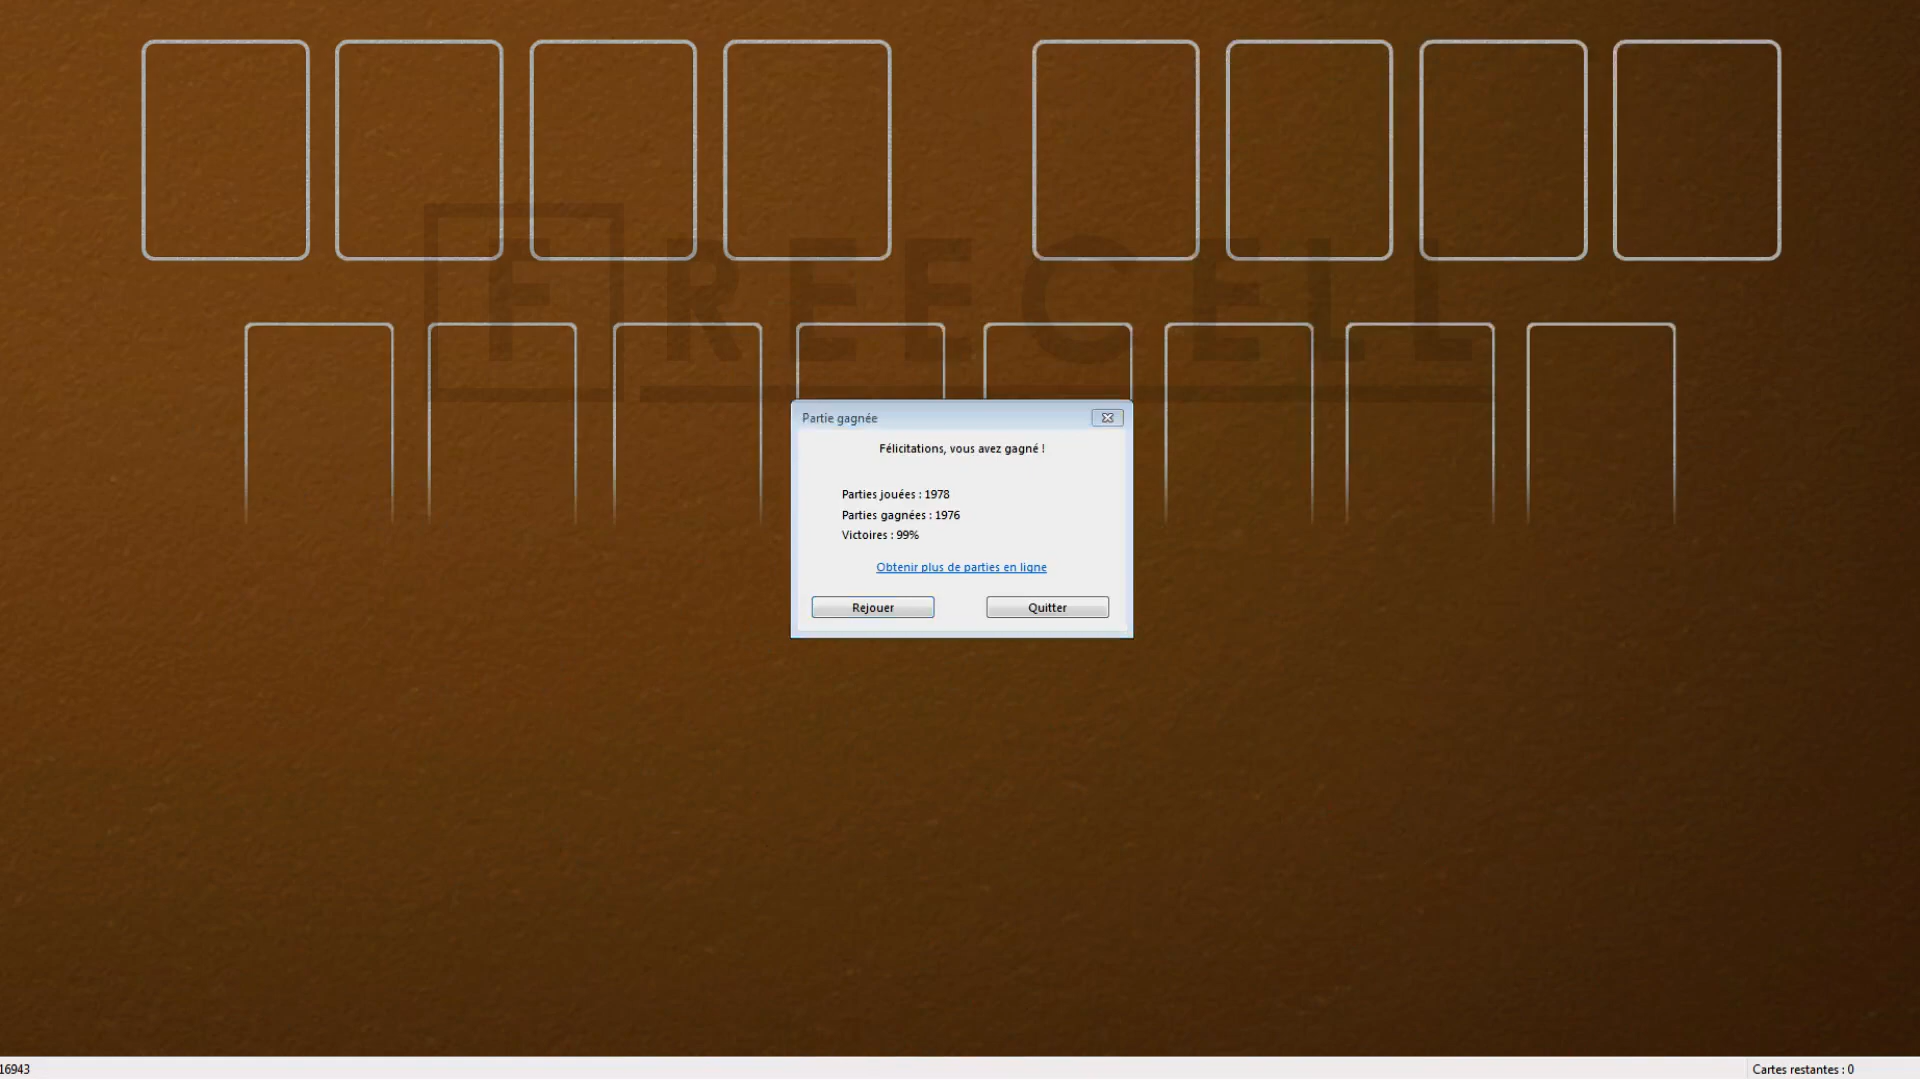 FREECELL
Partie gagnée
Félicitations, vous avez gagné !
Parties jouées : 1978
Parties gagnées : 1976
Victoires : 99%
Obtenir plus de parties en ligne
Rejouer
Quitter
16943
Cartes restantes : 0